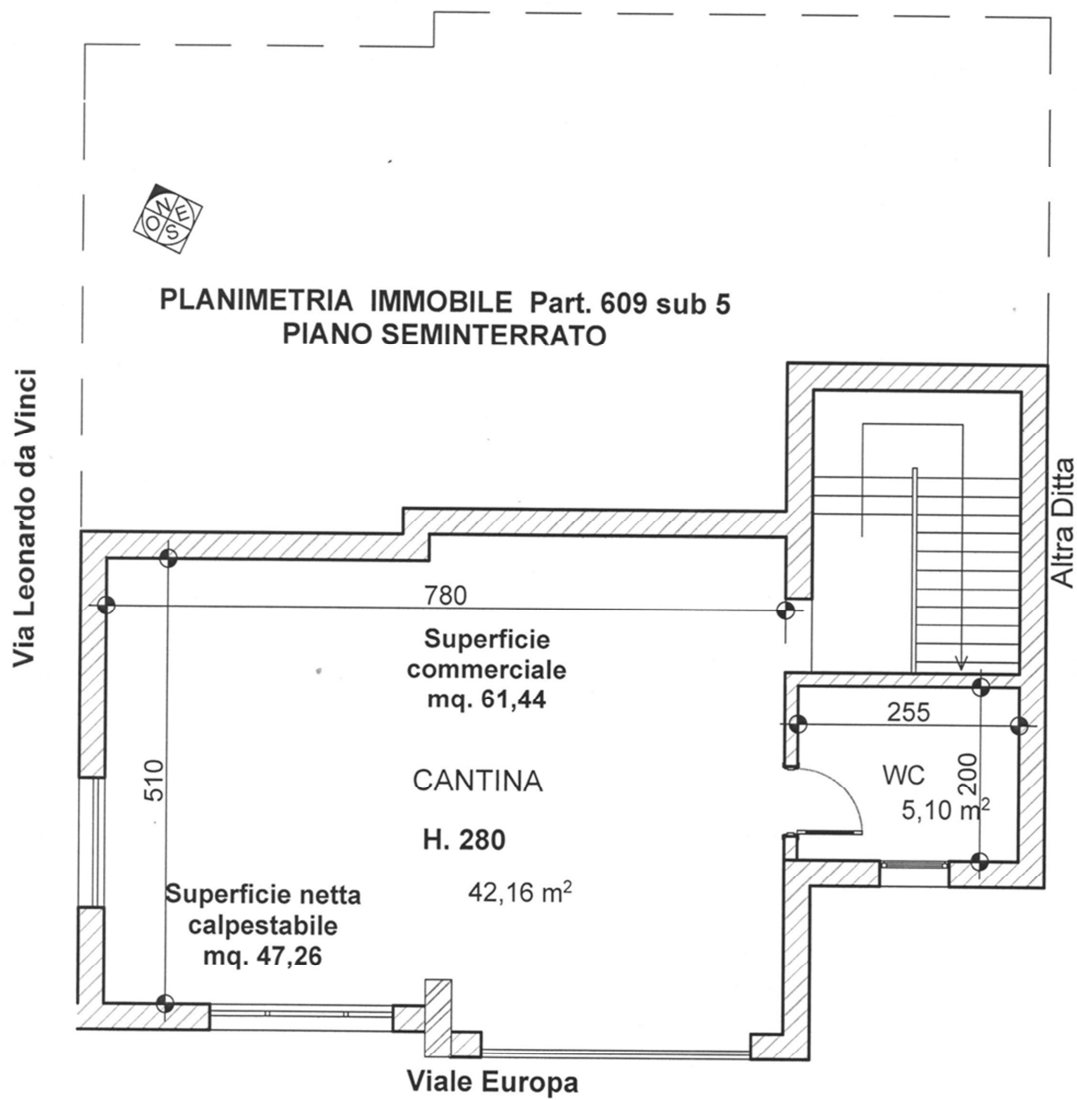 N E
O S
PLANIMETRIA IMMOBILE Part. 609 sub 5
PIANO SEMINTERRATO
Via Leonardo da Vinci
Altra Ditta
780
Superficie
commerciale
mq. 61,44
510
255
200
WC
5,10 m²
CANTINA
H. 280
42,16 m²
Superficie netta
calpestabile
mq. 47,26
Viale Europa